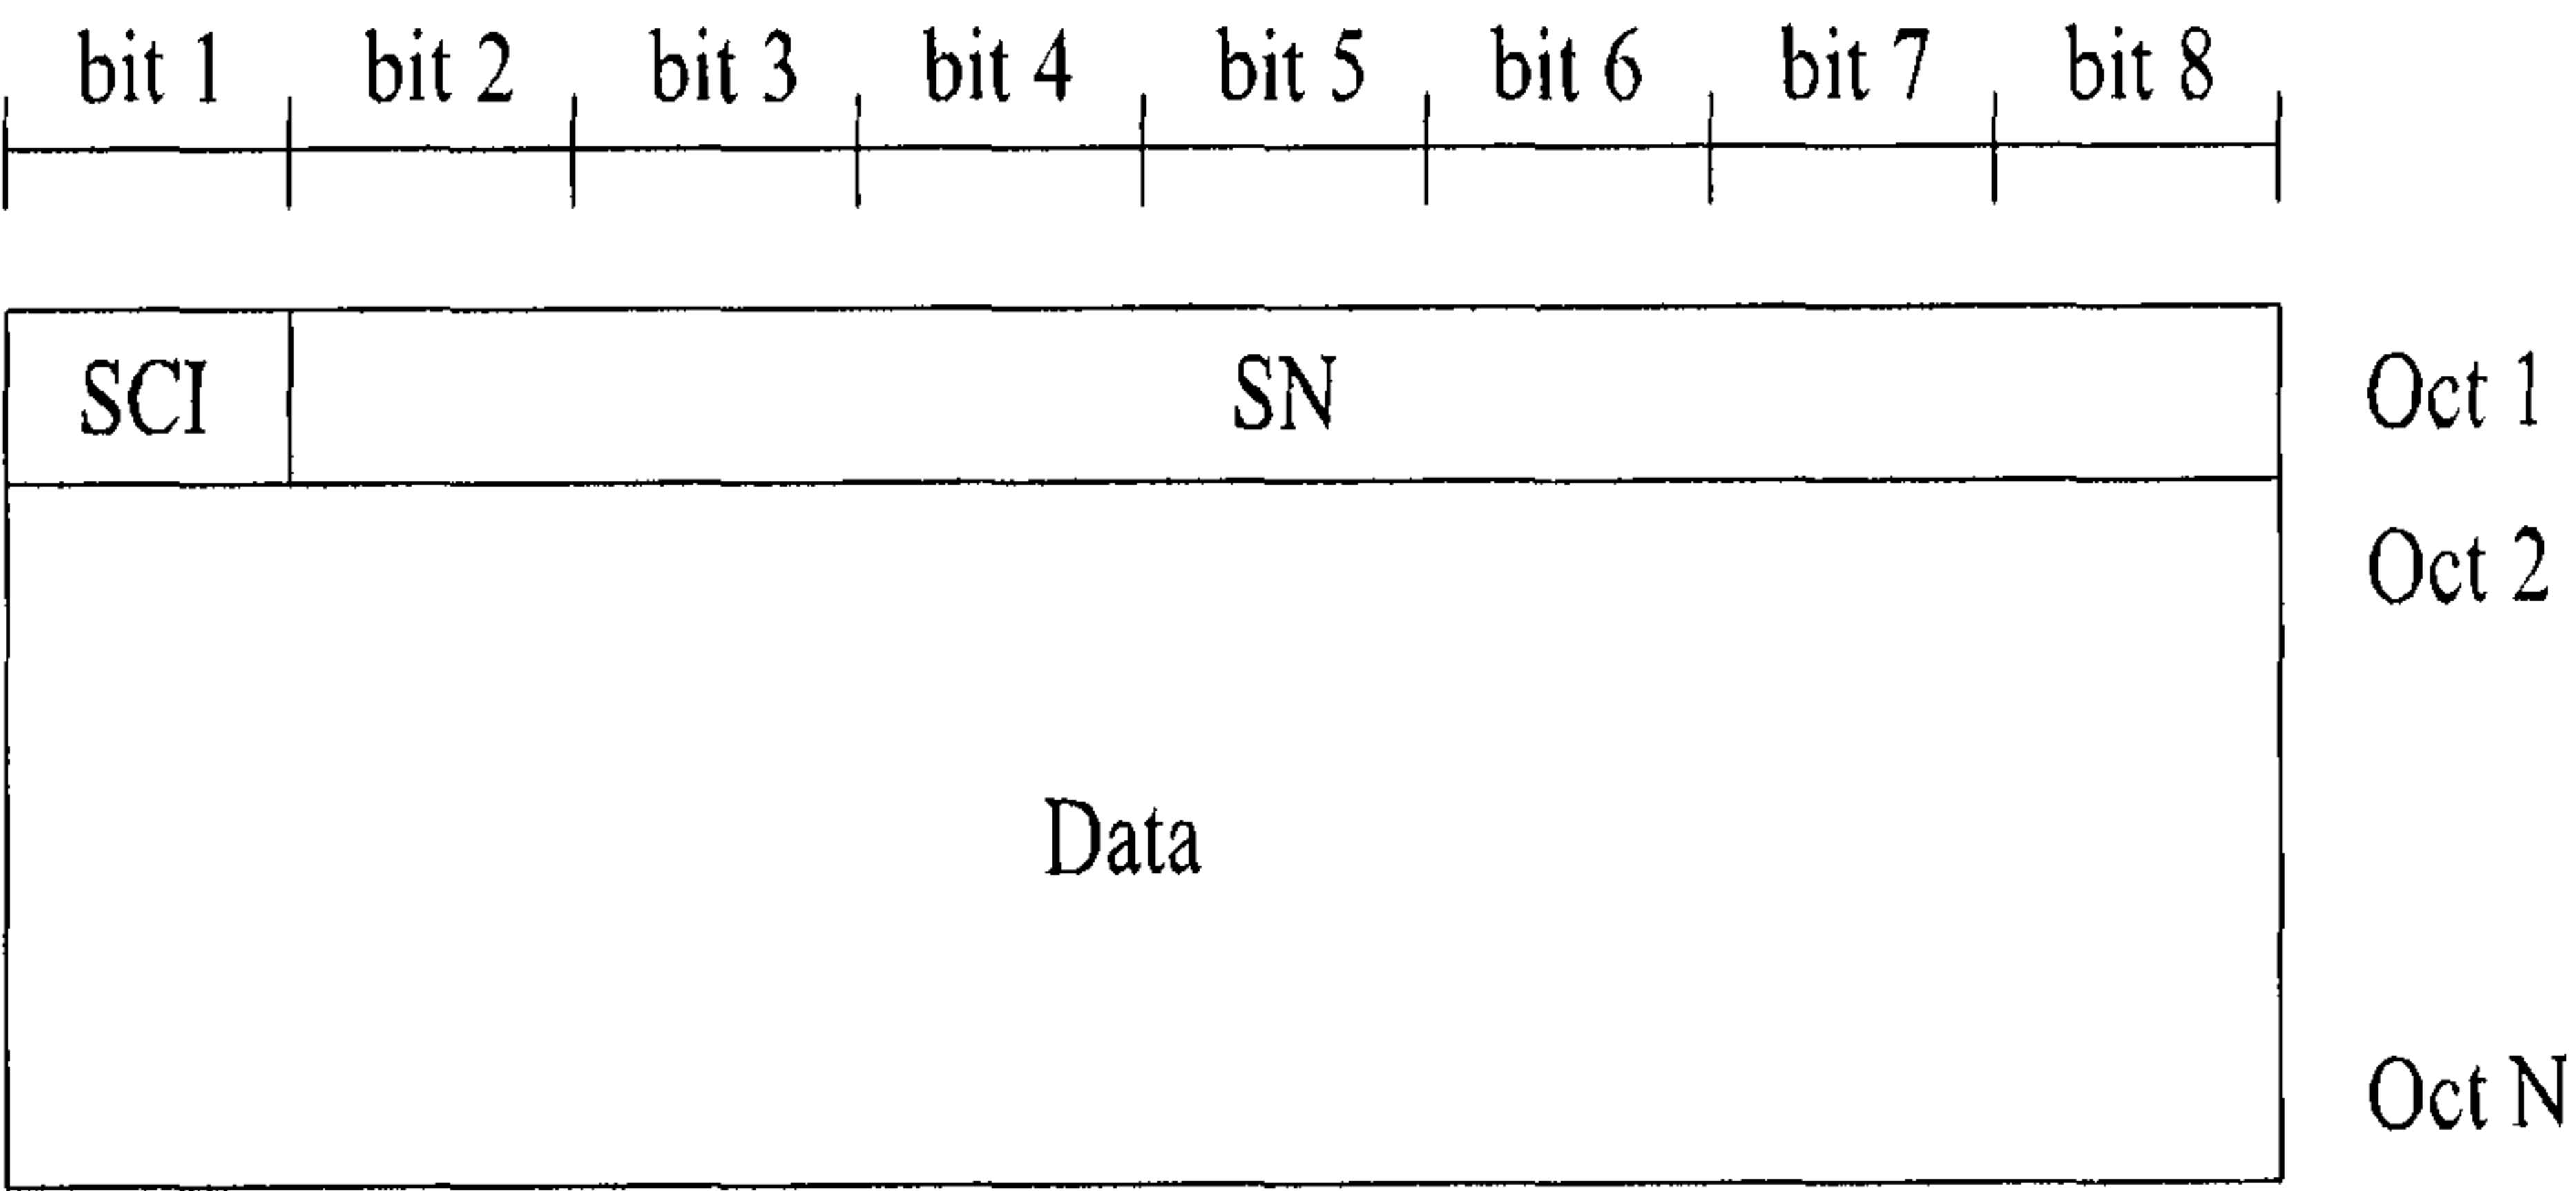 bit 1 bit 2 bit 3 bit 4 bit 5 bit 6 bit 7 bit 8
SCI SN Oct 1
Oct 2
Data
Oct N